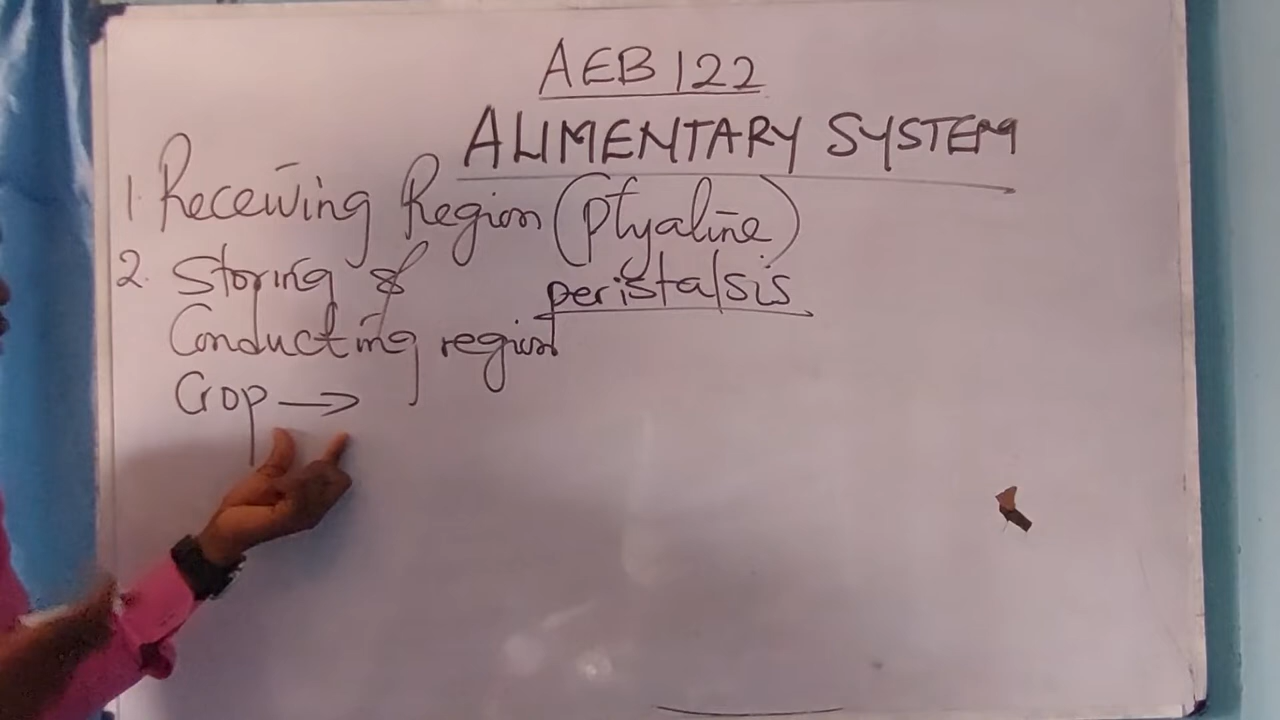 AEB 122
ALIMENTARY SYSTEM
1. Receiving Region (Ptyaline)
2. Storing &
peristalsis
Conducting region
Crop →